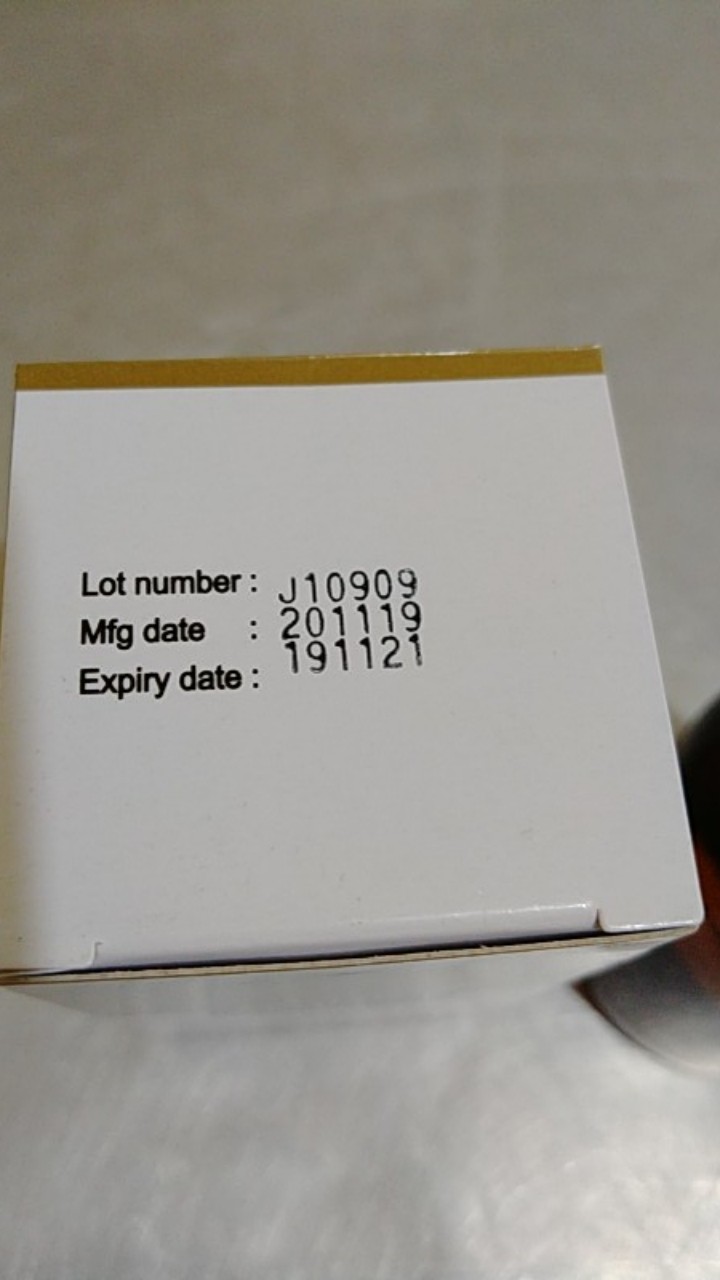 Lot number : J10909
Mfg date : 201119
Expiry date : 191121